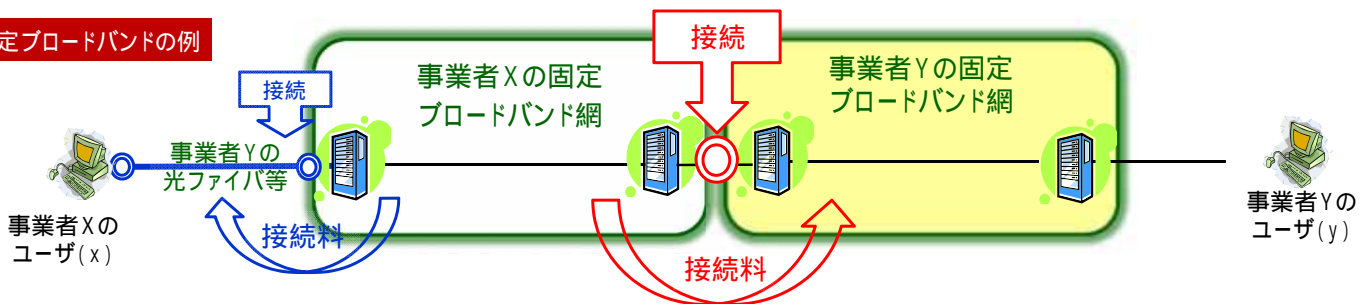 定ブロードバンドの例
接続
接続
事業者Xの固定
ブロードバンド網
事業者Yの固定
ブロードバンド網
事業者Yの
光ファイバ等
事業者Xの
ユーザ(x)
接続料
接続料
事業者Yの
ユーザ(y)